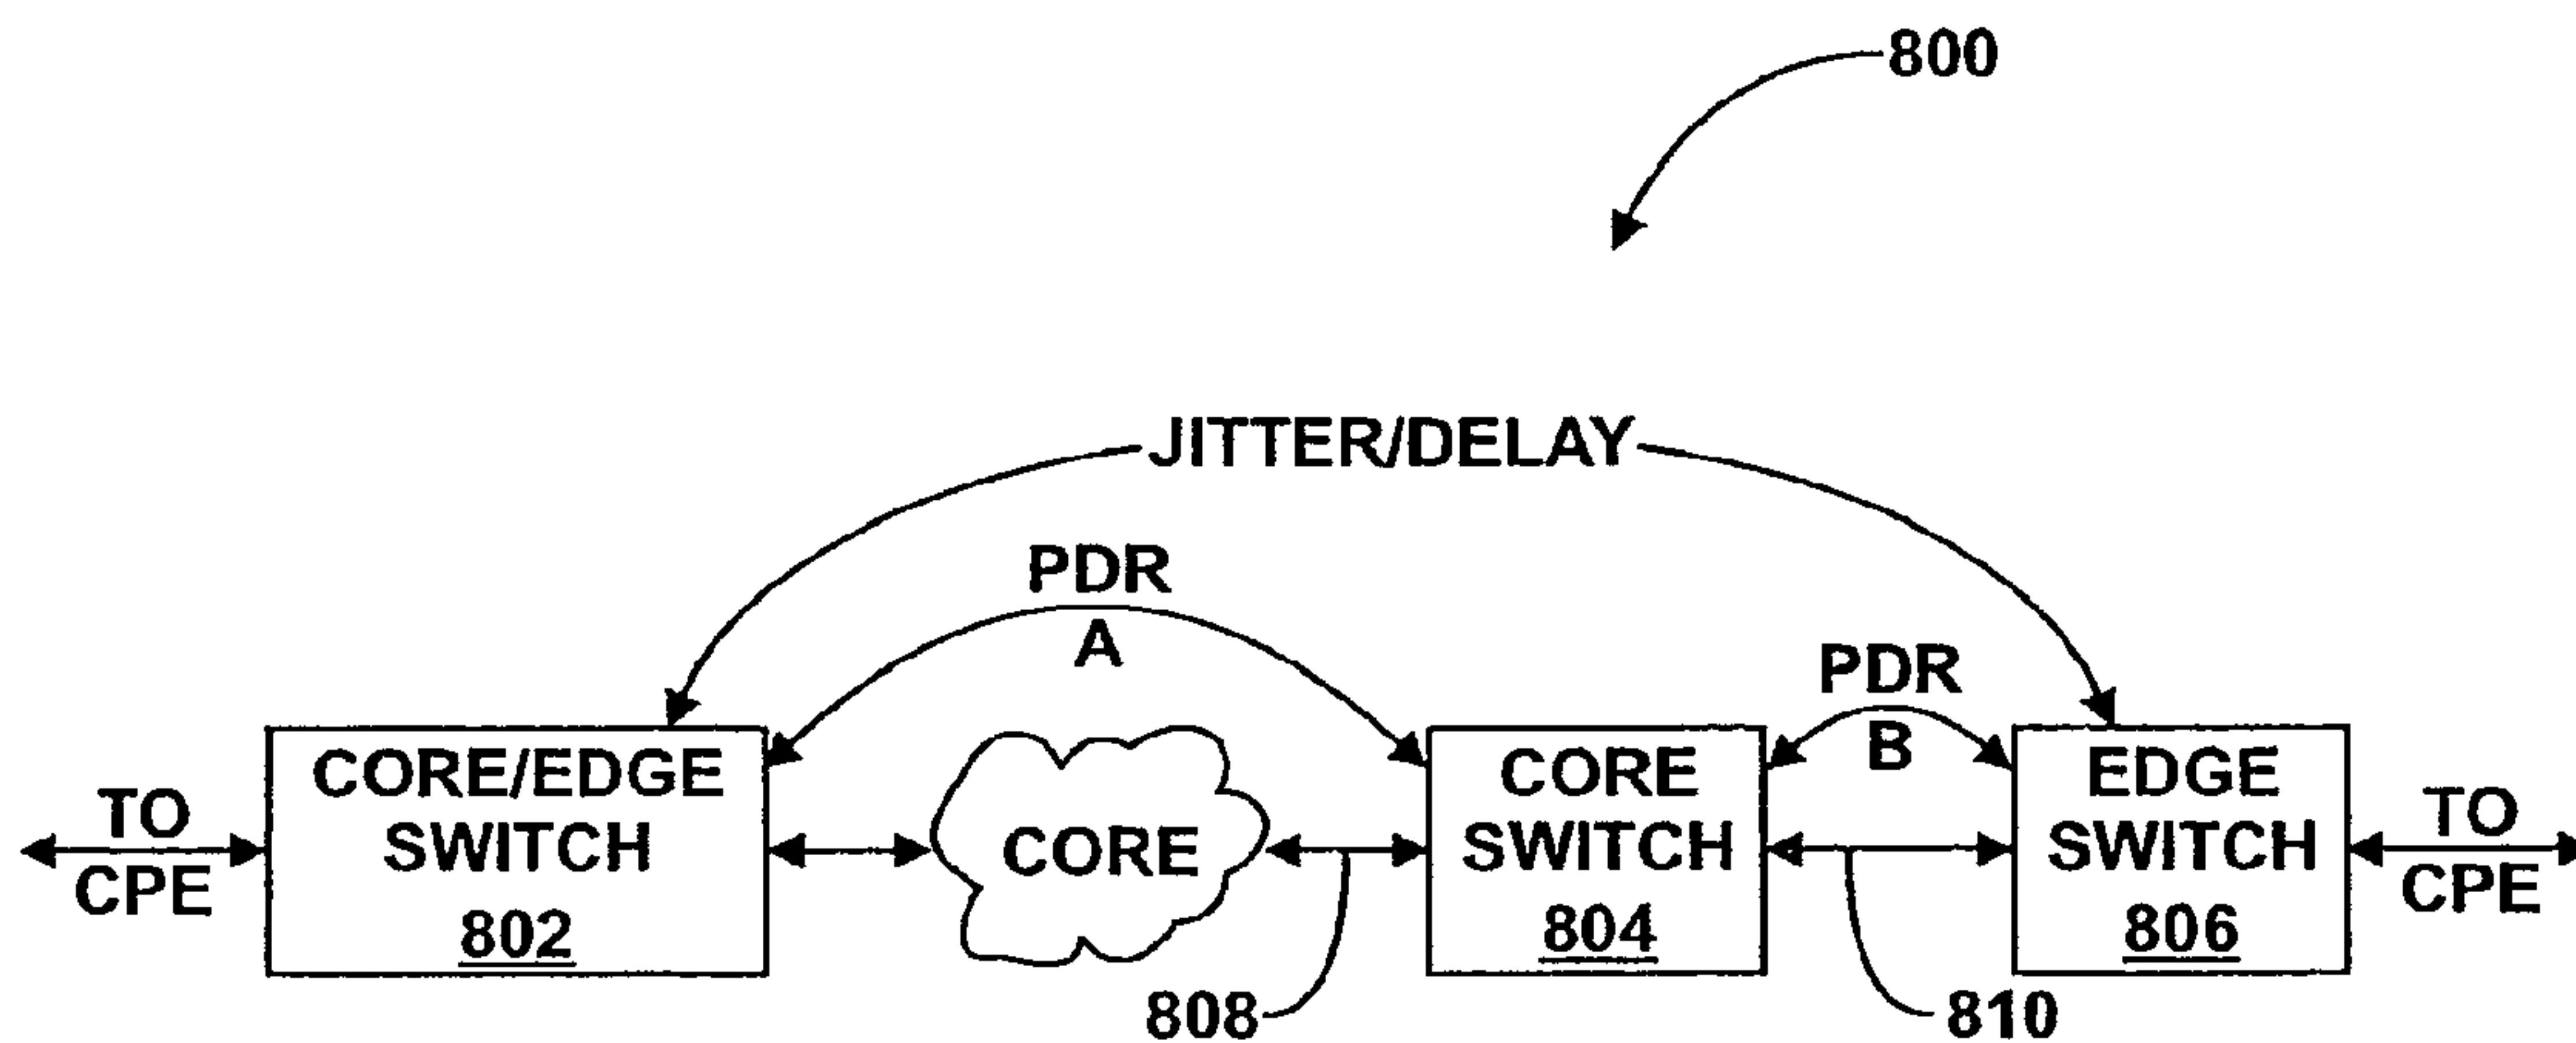 800
JITTER/DELAY
PDR
A
PDR
B
TO
CPE
CORE/EDGE
SWITCH
802
CORE
CORE
SWITCH
804
EDGE
SWITCH
806
TO
CPE
808
810